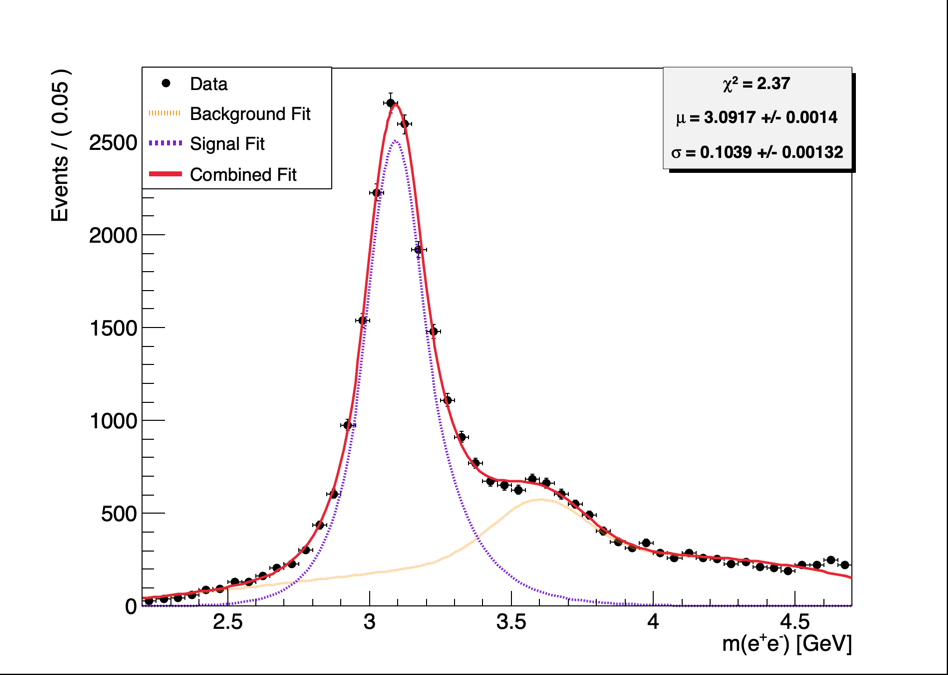 Events / ( 0.05 )
Data
Background Fit
Signal Fit
Combined Fit
χ² = 2.37
μ = 3.0917 +/- 0.0014
σ = 0.1039 +/- 0.00132
2500
2000
1500
1000
500
0
2.5 3 3.5 4 4.5
m(e⁺e⁻) [GeV]